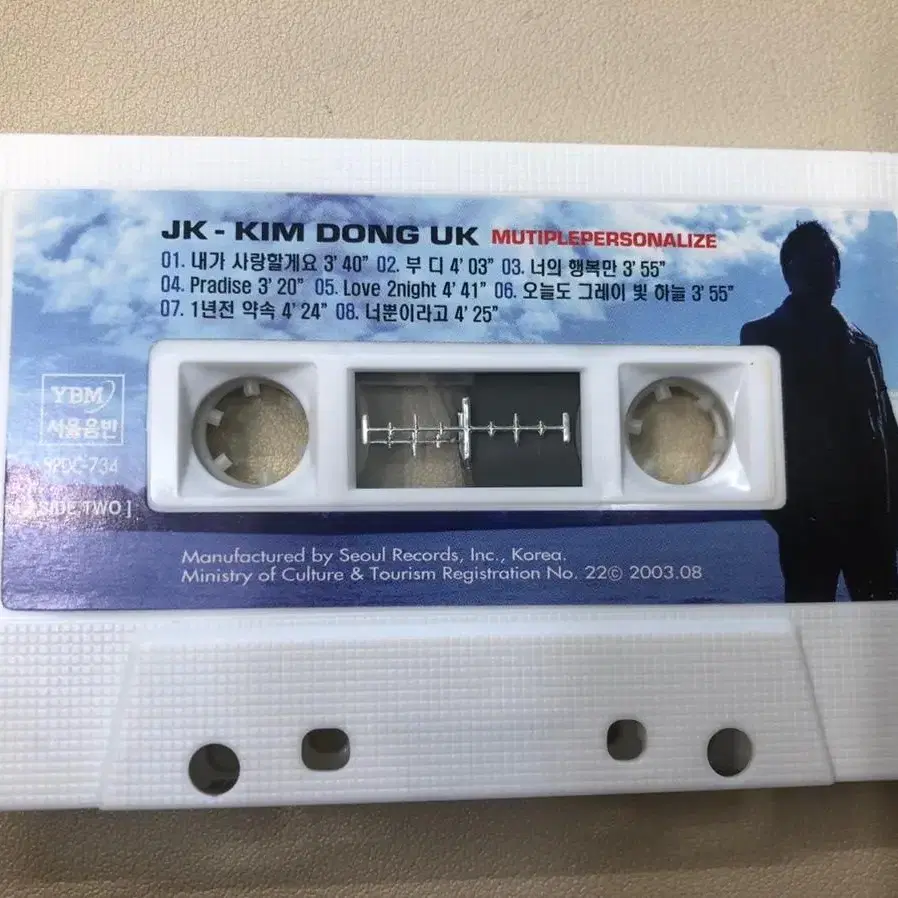 JK - KIM DONG UK MUTIPLEPERSONALIZE
01. 내가 사랑할게요 3' 40" 02. 부 디 4' 03" 03. 너의 행복만 3' 55"
04. Pradise 3' 20" 05. Love 2night 4' 41" 06. 오늘도 그레이 빛 하늘 3' 55"
07. 1년전 약속 4' 24" 08. 너뿐이라고 4' 25"
YBM
서울음반
SIDE TWO ]
Manufactured by Seoul Records, Inc., Korea.
Ministry of Culture & Tourism Registration No. 22© 2003.08